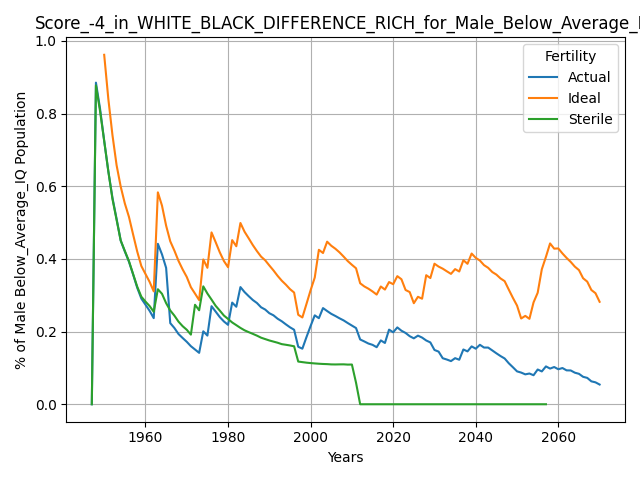 Score_-4_in_WHITE_BLACK_DIFFERENCE_RICH_for_Male_Below_Average_
Fertility
Actual
Ideal
Sterile
% of Male Below_Average_IQ Population
1.0
0.8
0.6
0.4
0.2
0.0
1960 1980 2000 2020 2040 2060
Years